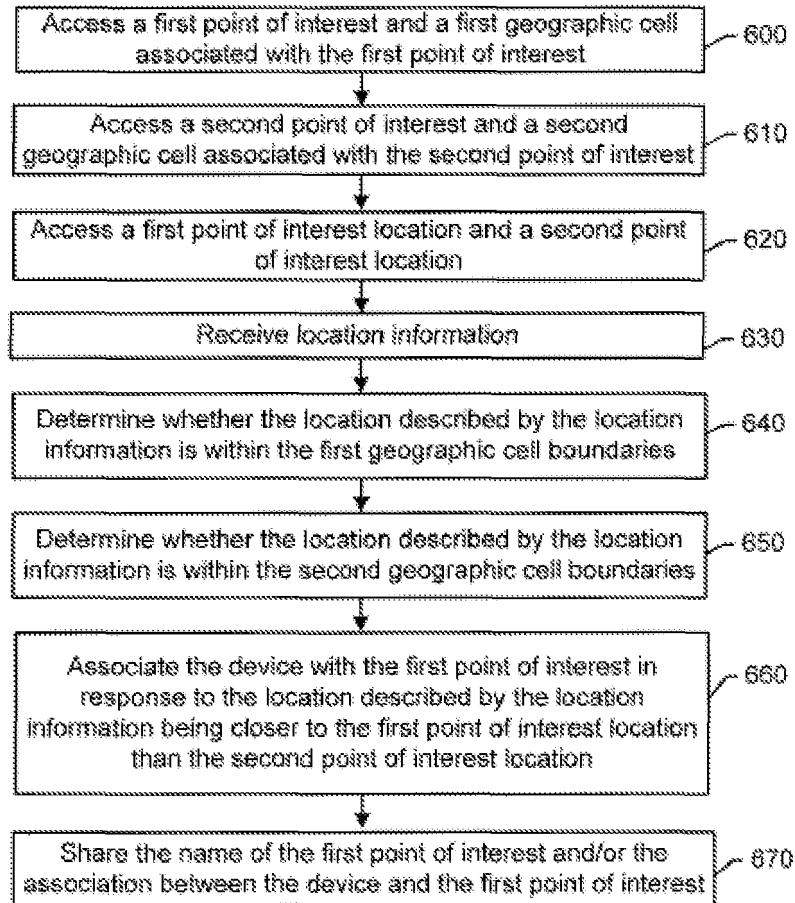 Access a first point of interest and a first geographic cell
associated with the first point of interest
600
Access a second point of interest and a second
geographic cell associated with the second point of interest
610
Access a first point of interest location and a second point
of interest location
620
Receive location information
630
Determine whether the location described by the location
information is within the first geographic cell boundaries
640
Determine whether the location described by the location
information is within the second geographic cell boundaries
650
Associate the device with the first point of interest in
response to the location described by the location
information being closer to the first point of interest location
than the second point of interest location
660
Share the name of the first point of interest and/or the
association between the device and the first point of interest
670